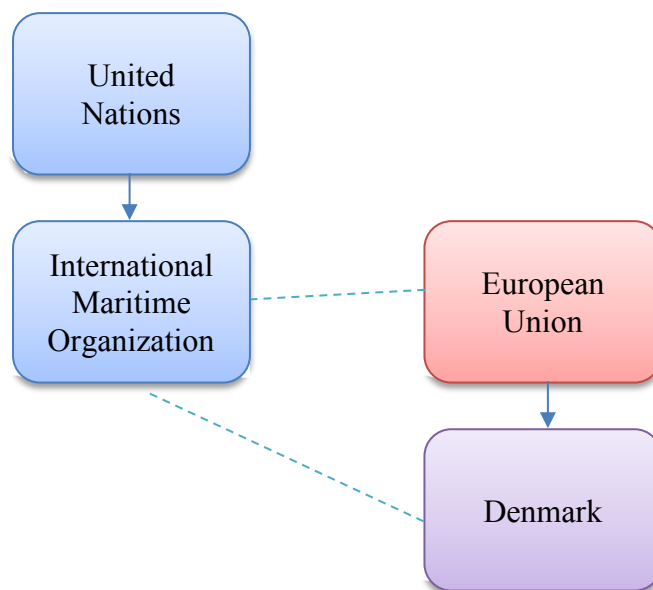 United
Nations
International
Maritime
Organization
European
Union
Denmark